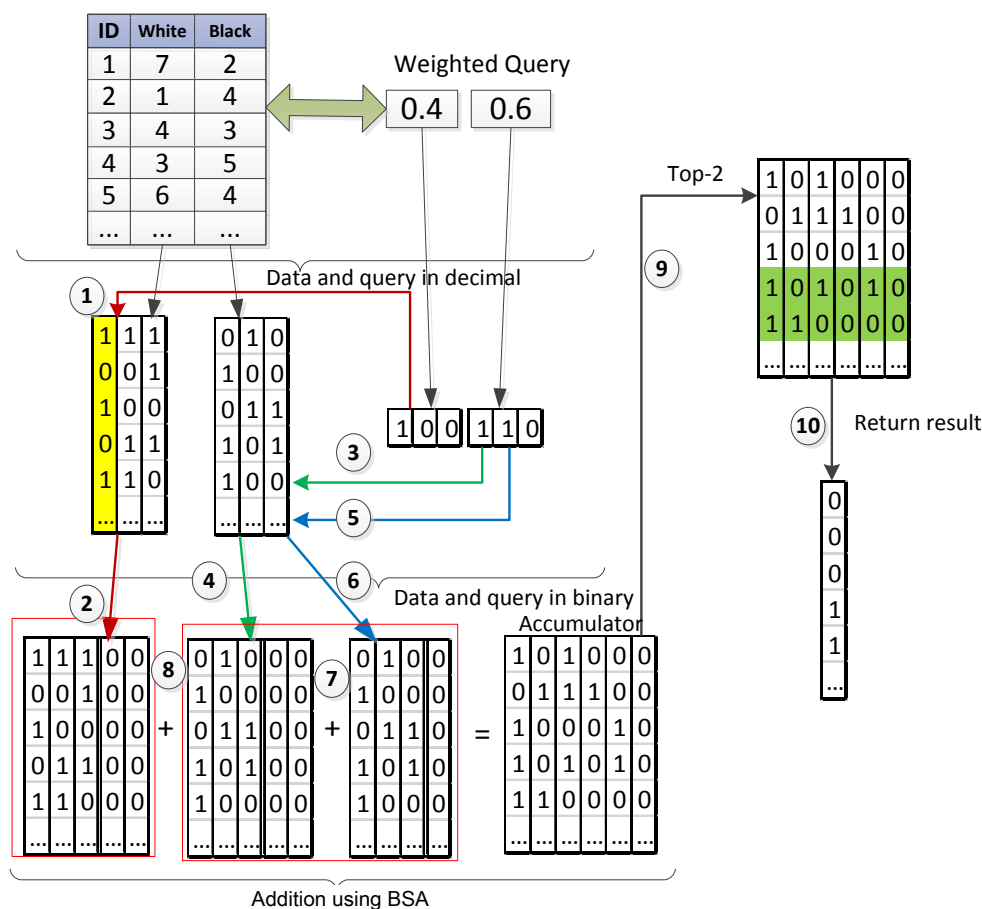 ID White Black
1 7 2
2 1 4
3 4 3
4 3 5
5 6 4
... ... ...
Weighted Query
0.4 0.6
Data and query in decimal
1
1 1 1
0 0 1
1 0 0
0 1 1
1 1 0
... ... ...
0 1 0
1 0 0
0 1 1
1 0 1
1 0 0
... ... ...
1 0 0
1 1 0
3
5
2
4
6
Data and query in binary
1 1 1 0 0
0 0 1 0 0
1 0 0 0 0
0 1 1 0 0
1 1 0 0 0
... ... ... ... ...
8
+
0 1 0 0 0
1 0 0 0 0
0 1 1 0 0
1 0 1 0 0
1 0 0 0 0
... ... ... ... ...
7
+
0 1 0 0
1 0 0 0
0 1 1 0
1 0 1 0
1 0 0 0
... ... ... ...
=
Accumulator
1 0 1 0 0 0
0 1 1 1 0 0
1 0 0 0 1 0
1 0 1 0 1 0
1 1 0 0 0 0
... ... ... ... ... ...
Addition using BSA
9
Top-2
1 0 1 0 0 0
0 1 1 1 0 0
1 0 0 0 1 0
1 0 1 0 1 0
1 1 0 0 0 0
... ... ... ... ... ...
10
Return result
0
0
0
1
1
...